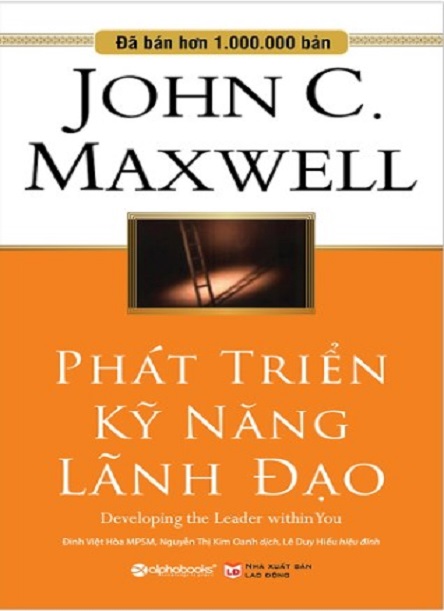 Đã bán hơn 1.000.000 bản
JOHN C.
MAXWELL
PHÁT TRIỂN
KỸ NĂNG
LÃNH ĐẠO
Developing the Leader within You
Đinh Việt Hòa MPSM, Nguyễn Thị Kim Oanh dịch, Lê Duy Hiếu hiệu đính
alphabooks
LĐ
NHÀ XUẤT BẢN
LAO ĐỘNG